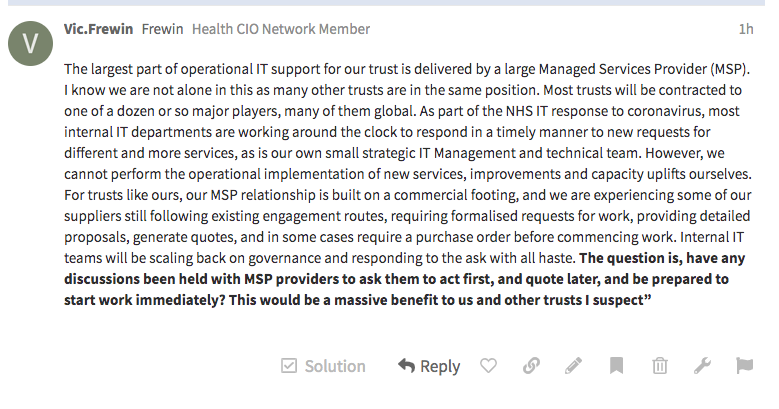 V
Vic.Frewin Frewin Health CIO Network Member 1h
The largest part of operational IT support for our trust is delivered by a large Managed Services Provider (MSP).
I know we are not alone in this as many other trusts are in the same position. Most trusts will be contracted to
one of a dozen or so major players, many of them global. As part of the NHS IT response to coronavirus, most
internal IT departments are working around the clock to respond in a timely manner to new requests for
different and more services, as is our own small strategic IT Management and technical team. However, we
cannot perform the operational implementation of new services, improvements and capacity uplifts ourselves.
For trusts like ours, our MSP relationship is built on a commercial footing, and we are experiencing some of our
suppliers still following existing engagement routes, requiring formalised requests for work, providing detailed
proposals, generate quotes, and in some cases require a purchase order before commencing work. Internal IT
teams will be scaling back on governance and responding to the ask with all haste. The question is, have any
discussions been held with MSP providers to ask them to act first, and quote later, and be prepared to
start work immediately? This would be a massive benefit to us and other trusts I suspect”
Solution Reply